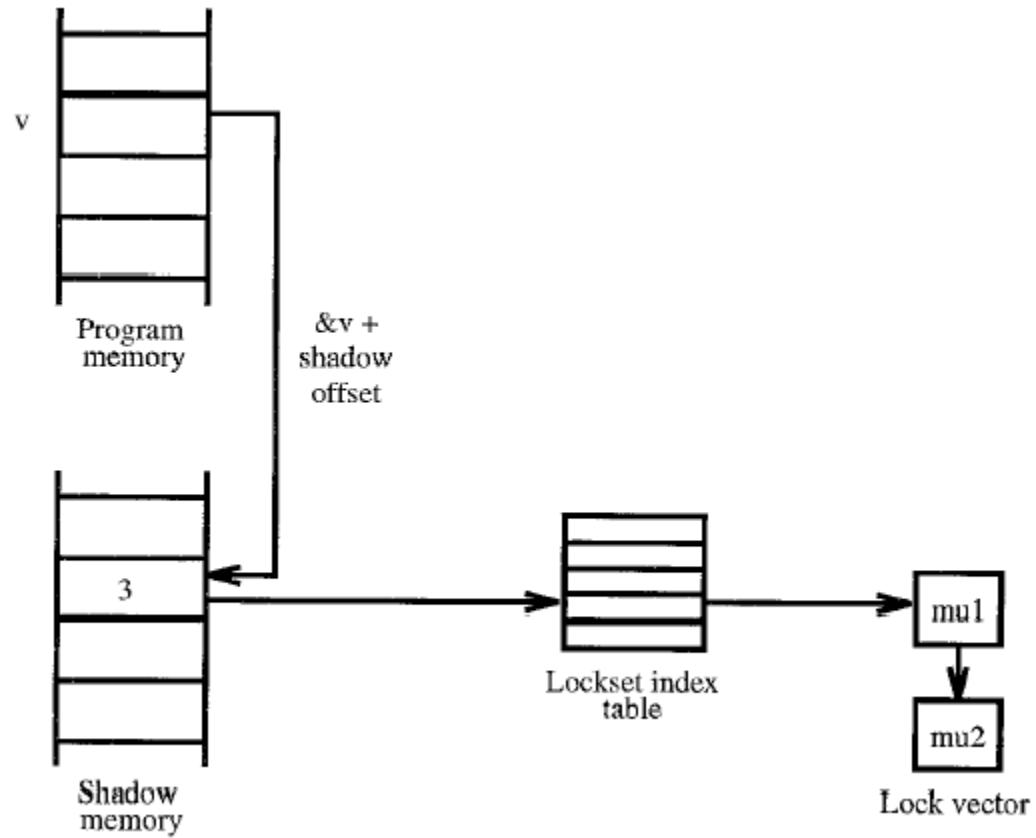 v
Program
memory
&v +
shadow
offset
3
Shadow
memory
Lockset index
table
mu1
mu2
Lock vector